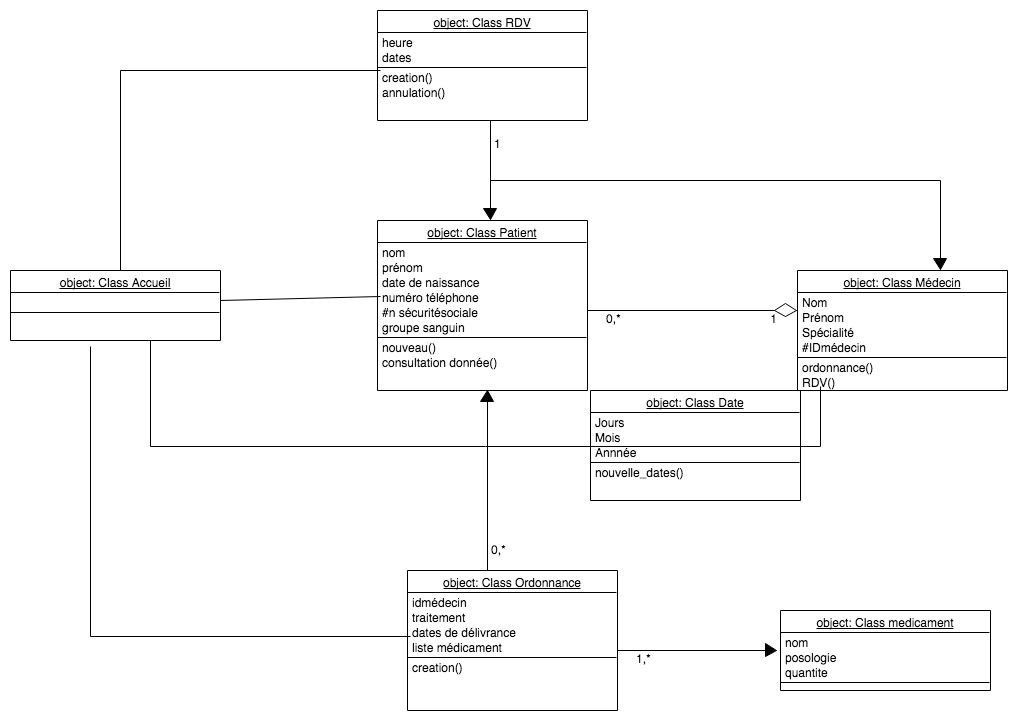 object: Class RDV
heure
dates
creation()
annulation()
1
object: Class Patient
nom
prénom
date de naissance
numéro téléphone
#n sécuritésociale
groupe sanguin
nouveau()
consultation donnée()
object: Class Accueil
object: Class Médecin
Nom
Prénom
Spécialité
#IDmédecin
ordonnance()
RDV()
0,*
1
object: Class Date
Jours
Mois
Annnée
nouvelle_dates()
0,*
object: Class Ordonnance
idmédecin
traitement
dates de délivrance
liste médicament
creation()
1,*
object: Class medicament
nom
posologie
quantite